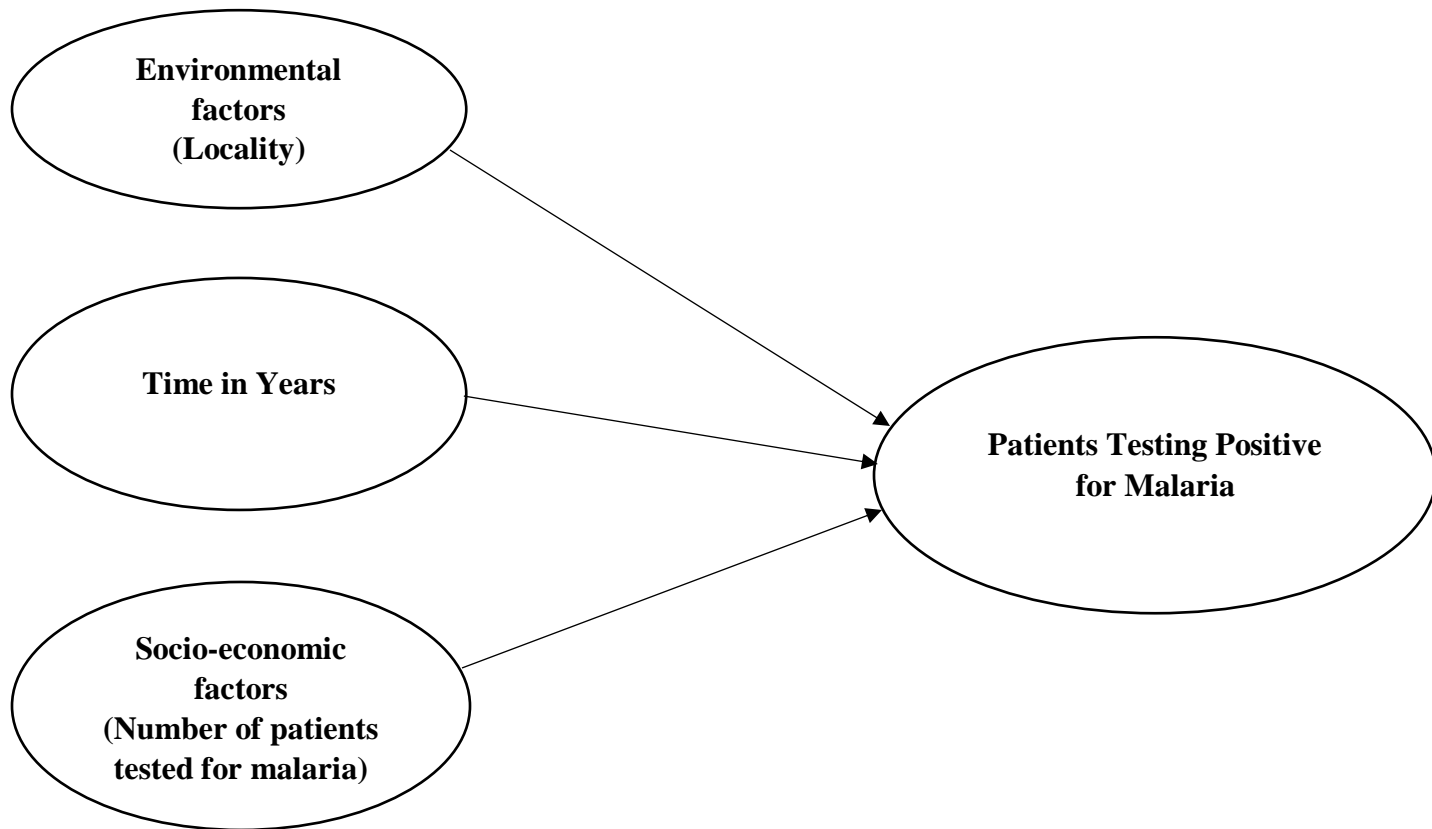 Environmental
factors
(Locality)
Time in Years
Patients Testing Positive
for Malaria
Socio-economic
factors
(Number of patients
tested for malaria)